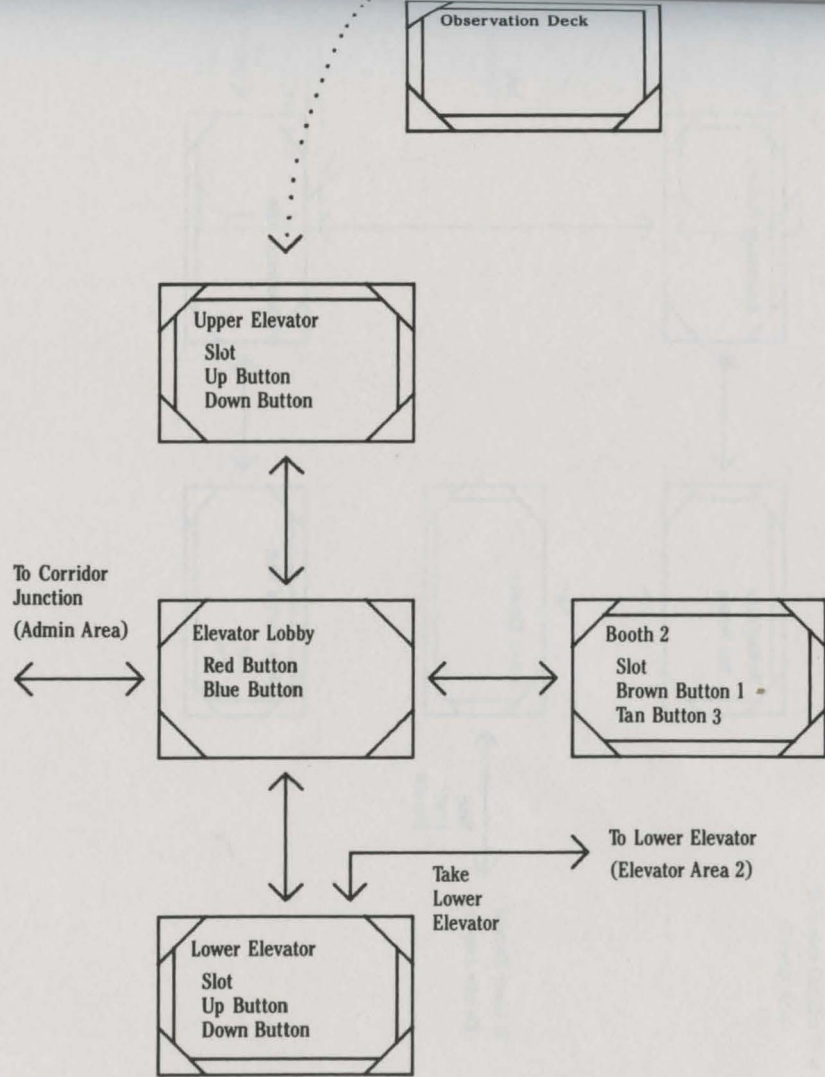 Observation Deck
Upper Elevator
Slot
Up Button
Down Button
To Corridor
Junction
(Admin Area)
Elevator Lobby
Red Button
Blue Button
Booth 2
Slot
Brown Button 1
Tan Button 3
To Lower Elevator
(Elevator Area 2)
Take
Lower
Elevator
Lower Elevator
Slot
Up Button
Down Button